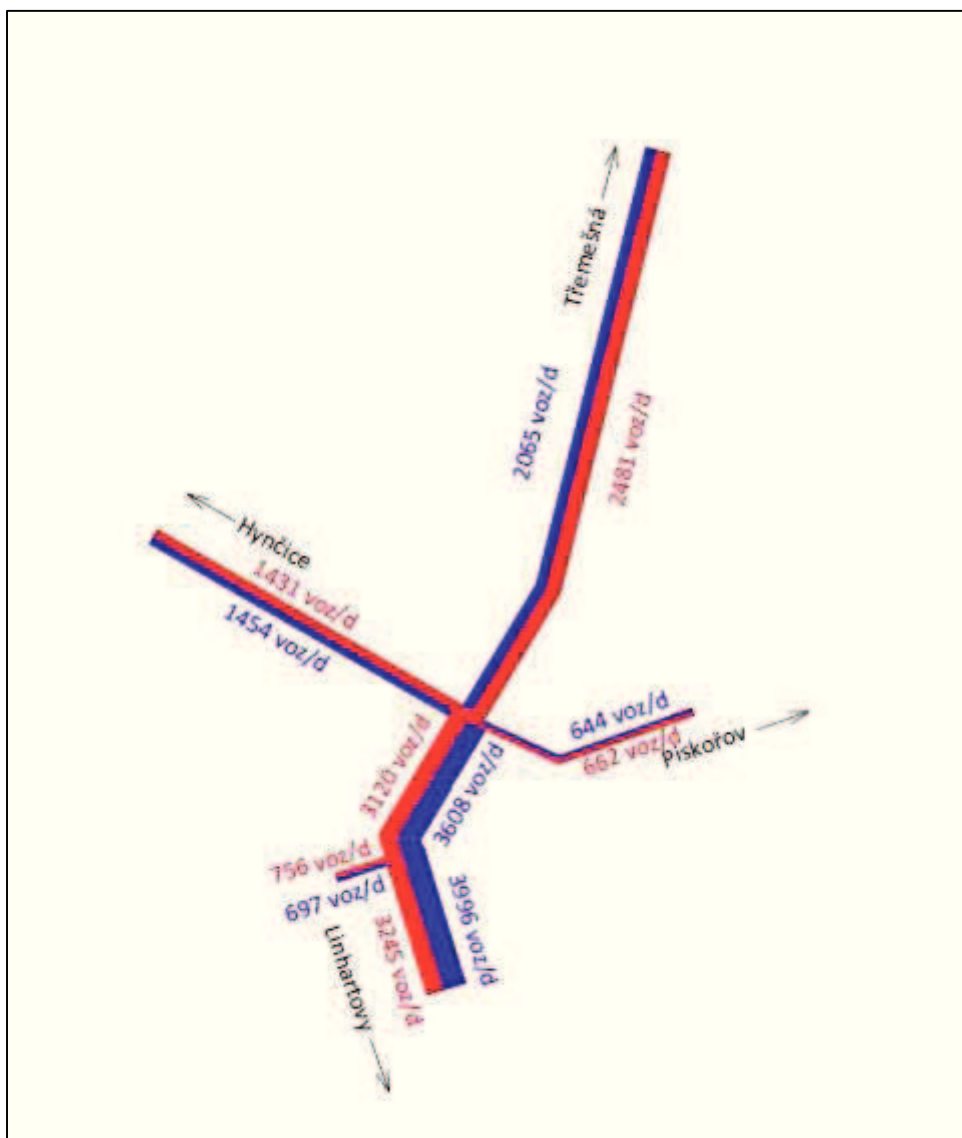 Třemešná
2065 voz/d
2481 voz/d
Hynčice
1431 voz/d
1454 voz/d
644 voz/d
662 voz/d
Piskořov
3120 voz/d
3608 voz/d
756 voz/d
697 voz/d
3996 voz/d
3245 voz/d
Linhartovy